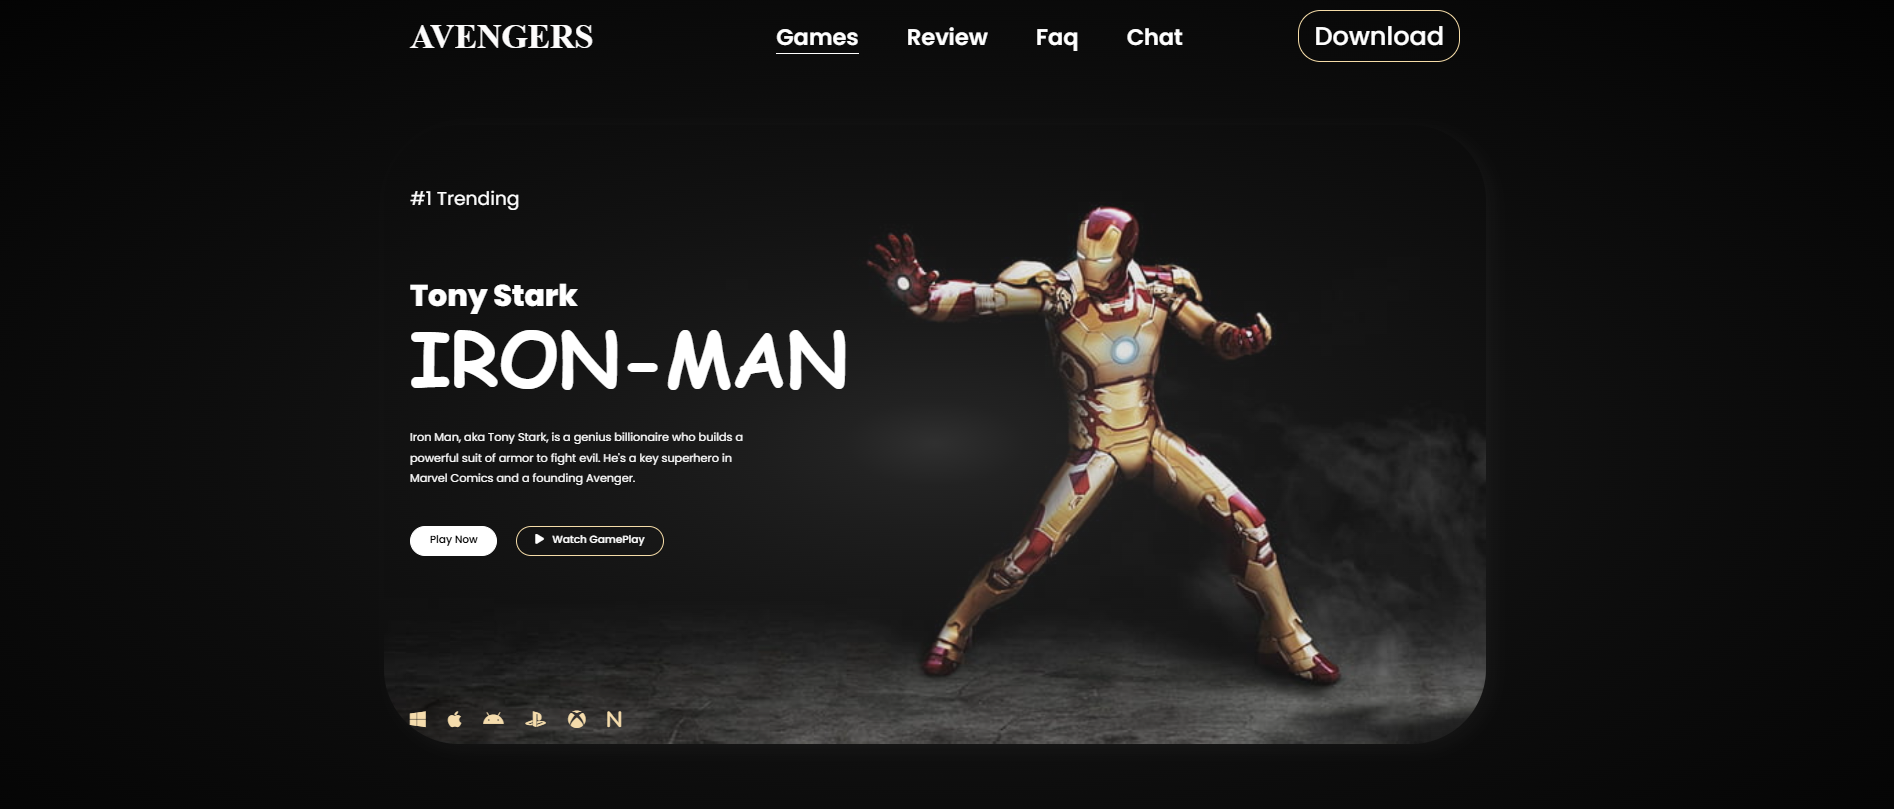 AVENGERS
Games
Review
Faq
Chat
Download
#1 Trending
Tony Stark
IRON-MAN
Iron Man, aka Tony Stark, is a genius billionaire who builds a
powerful suit of armor to fight evil. He's a key superhero in
Marvel Comics and a founding Avenger.
Play Now
Watch GamePlay